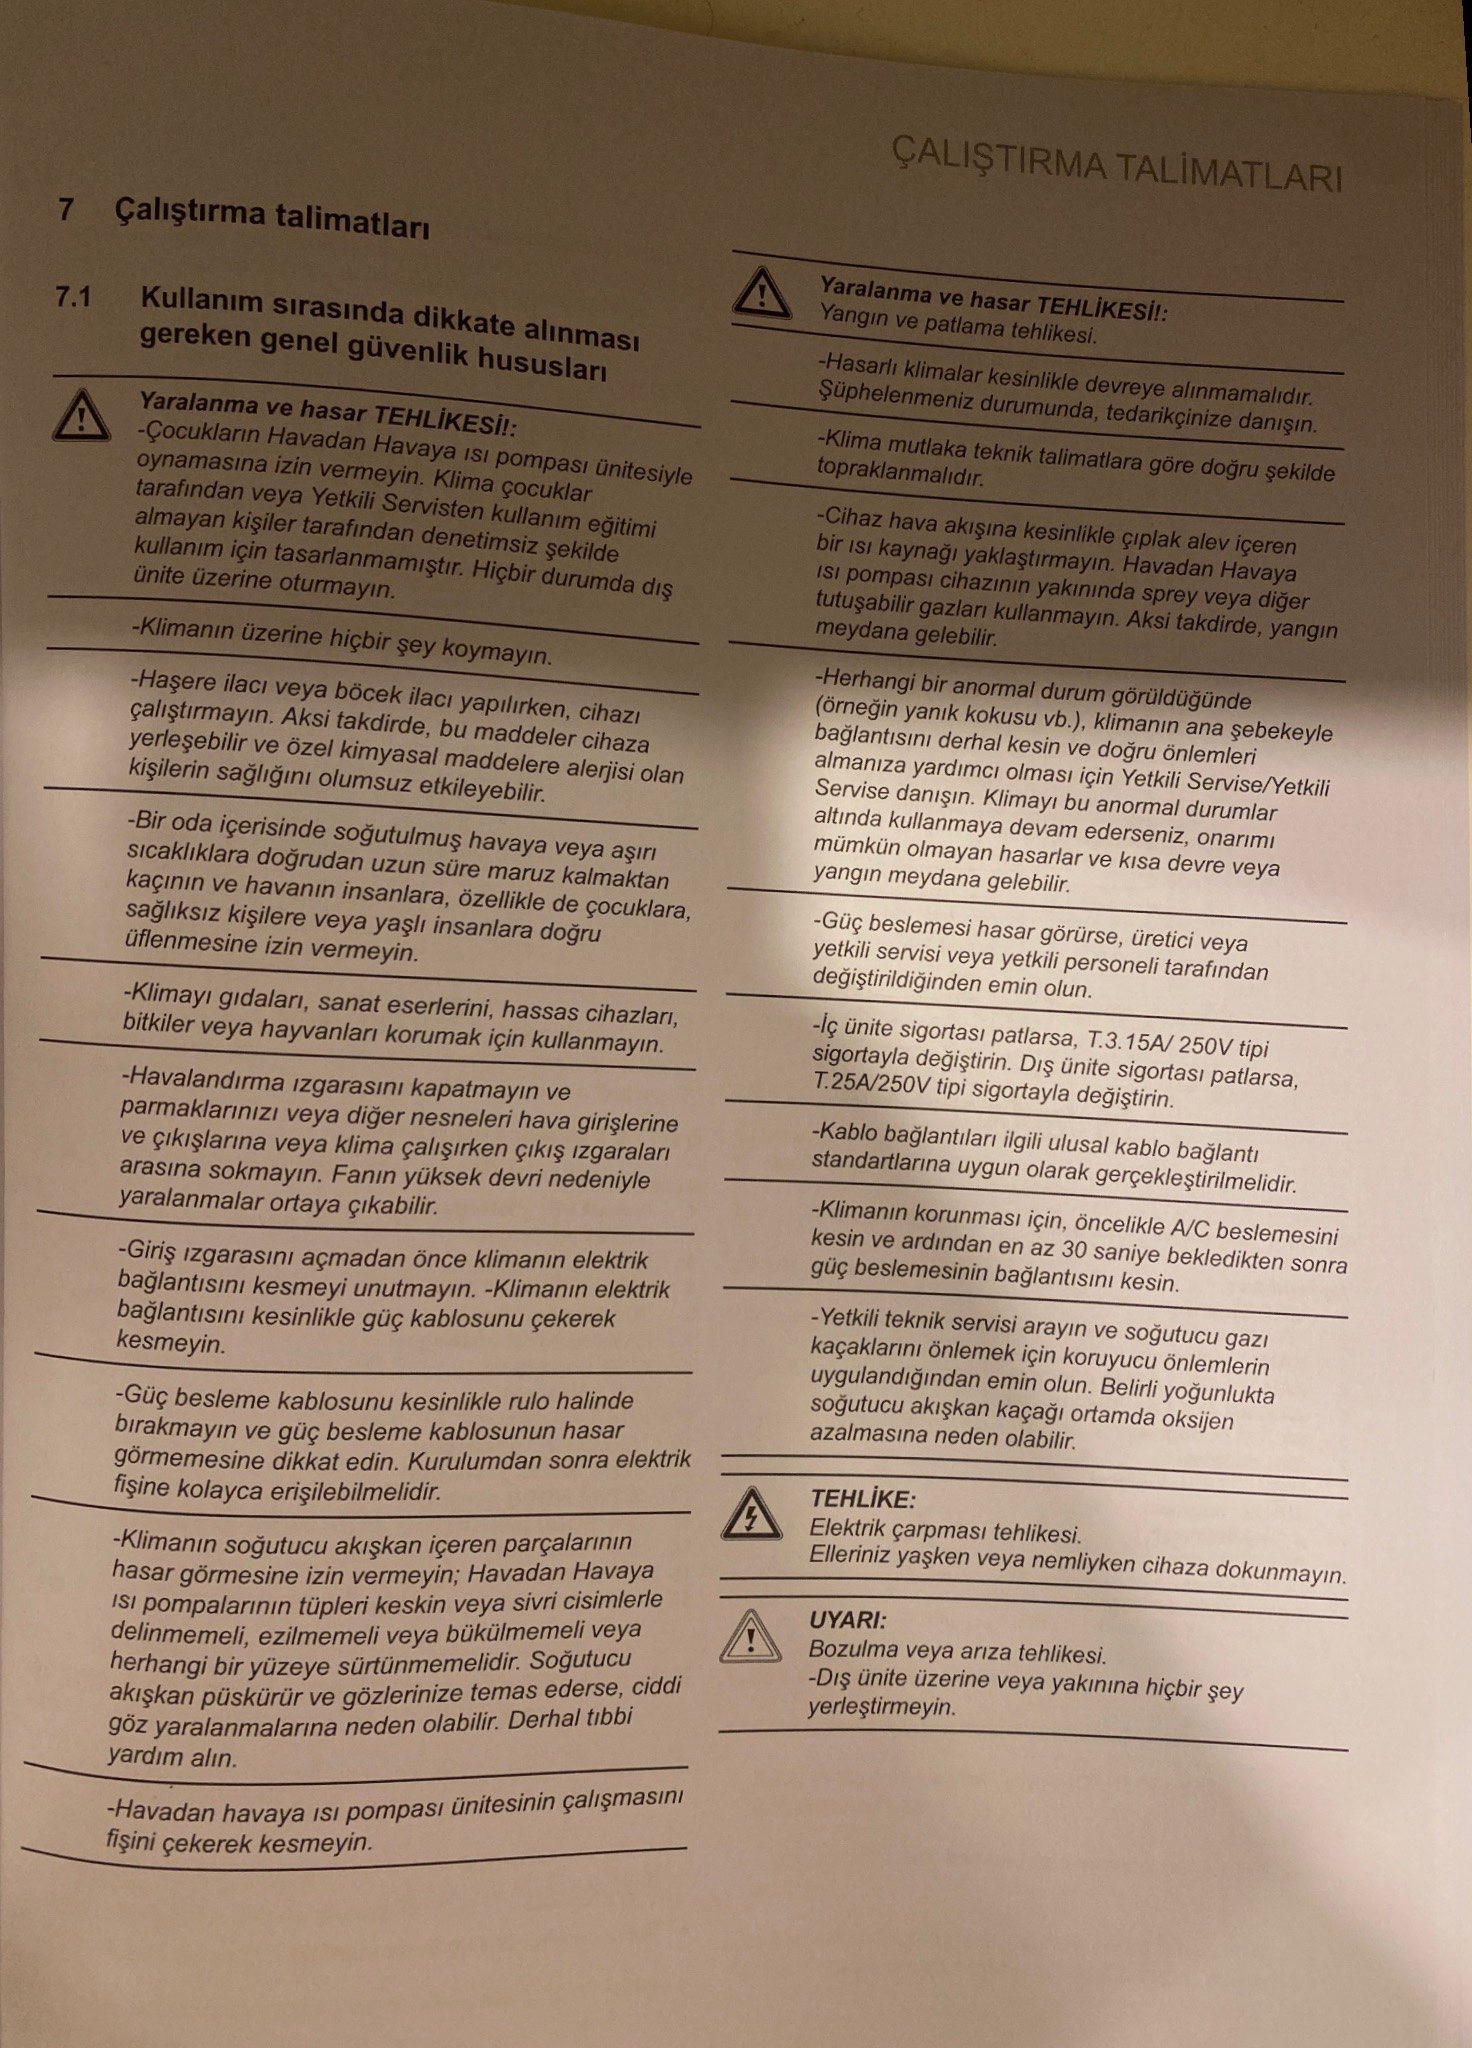 ÇALIŞTIRMA TALİMATLARI
7 Çalıştırma talimatları
7.1 Kullanım sırasında dikkate alınması
gereken genel güvenlik hususları
Yaralanma ve hasar TEHLİKESİ!:
-Çocukların Havadan Havaya ısı pompası ünitesiyle
oynamasına izin vermeyin. Klima çocuklar
tarafından veya Yetkili Servisten kullanım eğitimi
almayan kişiler tarafından denetimsiz şekilde
kullanım için tasarlanmamıştır. Hiçbir durumda dış
ünite üzerine oturmayın.
-Klimanın üzerine hiçbir şey koymayın.
-Haşere ilacı veya böcek ilacı yapılırken, cihazı
çalıştırmayın. Aksi takdirde, bu maddeler cihaza
yerleşebilir ve özel kimyasal maddelere alerjisi olan
kişilerin sağlığını olumsuz etkileyebilir.
-Bir oda içerisinde soğutulmuş havaya veya aşırı
sıcaklıklara doğrudan uzun süre maruz kalmaktan
kaçının ve havanın insanlara, özellikle de çocuklara,
sağlıksız kişilere veya yaşlı insanlara doğru
üflenmesine izin vermeyin.
-Klimayı gıdaları, sanat eserlerini, hassas cihazları,
bitkiler veya hayvanları korumak için kullanmayın.
-Havalandırma ızgarasını kapatmayın ve
parmaklarınızı veya diğer nesneleri hava girişlerine
ve çıkışlarına veya klima çalışırken çıkış ızgaraları
arasına sokmayın. Fanın yüksek devri nedeniyle
yaralanmalar ortaya çıkabilir.
-Giriş ızgarasını açmadan önce klimanın elektrik
bağlantısını kesmeyi unutmayın. -Klimanın elektrik
bağlantısını kesinlikle güç kablosunu çekerek
kesmeyin.
-Güç besleme kablosunu kesinlikle rulo halinde
bırakmayın ve güç besleme kablosunun hasar
görmemesine dikkat edin. Kurulumdan sonra elektrik
fişine kolayca erişilebilmelidir.
-Klimanın soğutucu akışkan içeren parçalarının
hasar görmesine izin vermeyin; Havadan Havaya
ısı pompalarının tüpleri keskin veya sivri cisimlerle
delinmemeli, ezilmemeli veya bükülmemeli veya
herhangi bir yüzeye sürtünmemelidir. Soğutucu
akışkan püskürür ve gözlerinize temas ederse, ciddi
göz yaralanmalarına neden olabilir. Derhal tıbbi
yardım alın.
-Havadan havaya ısı pompası ünitesinin çalışmasını
fişini çekerek kesmeyin.
Yaralanma ve hasar TEHLİKESİ!:
Yangın ve patlama tehlikesi.
-Hasarlı klimalar kesinlikle devreye alınmamalıdır.
Şüphelenmeniz durumunda, tedarikçinize danışın.
-Klima mutlaka teknik talimatlara göre doğru şekilde
topraklanmalıdır.
-Cihaz hava akışına kesinlikle çıplak alev içeren
bir ısı kaynağı yaklaştırmayın. Havadan Havaya
ısı pompası cihazının yakınında sprey veya diğer
tutuşabilir gazları kullanmayın. Aksi takdirde, yangın
meydana gelebilir.
-Herhangi bir anormal durum görüldüğünde
(örneğin yanık kokusu vb.), klimanın ana şebekeyle
bağlantısını derhal kesin ve doğru önlemleri
almanıza yardımcı olması için Yetkili Servise/Yetkili
Servise danışın. Klimayı bu anormal durumlar
altında kullanmaya devam ederseniz, onarımı
mümkün olmayan hasarlar ve kısa devre veya
yangın meydana gelebilir.
-Güç beslemesi hasar görürse, üretici veya
yetkili servisi veya yetkili personeli tarafından
değiştirildiğinden emin olun.
-İç ünite sigortası patlarsa, T.3.15A/ 250V tipi
sigortayla değiştirin. Dış ünite sigortası patlarsa,
T.25A/250V tipi sigortayla değiştirin.
-Kablo bağlantıları ilgili ulusal kablo bağlantı
standartlarına uygun olarak gerçekleştirilmelidir.
-Klimanın korunması için, öncelikle A/C beslemesini
kesin ve ardından en az 30 saniye bekledikten sonra
güç beslemesinin bağlantısını kesin.
-Yetkili teknik servisi arayın ve soğutucu gazı
kaçaklarını önlemek için koruyucu önlemlerin
uygulandığından emin olun. Belirli yoğunlukta
soğutucu akışkan kaçağı ortamda oksijen
azalmasına neden olabilir.
TEHLİKE:
Elektrik çarpması tehlikesi.
Elleriniz yaşken veya nemliyken cihaza dokunmayın.
UYARI:
Bozulma veya arıza tehlikesi.
-Dış ünite üzerine veya yakınına hiçbir şey
yerleştirmeyin.